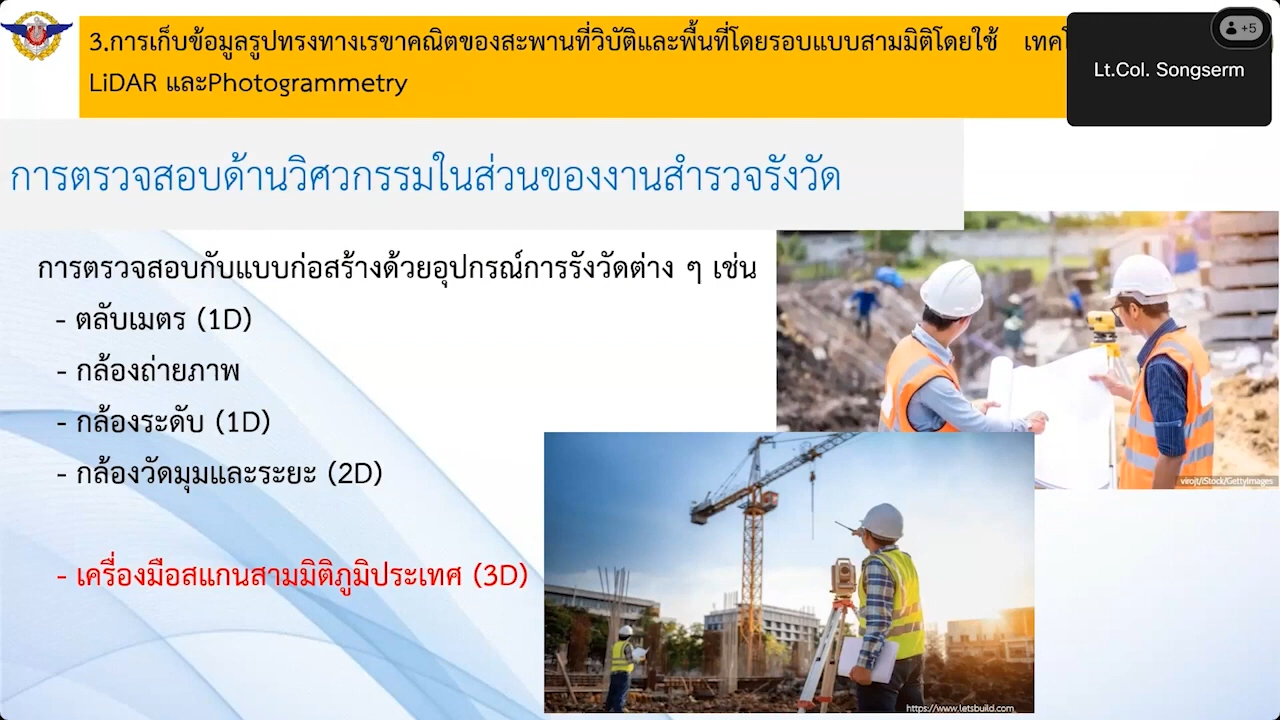 3.การเก็บข้อมูลรูปทรงทางเรขาคณิตของสะพานที่วิบัติและพื้นที่โดยรอบแบบสามมิติโดยใช้
LiDAR และPhotogrammetry
+5
Lt.Col. Songserm
การตรวจสอบด้านวิศวกรรมในส่วนของงานสำรวจรังวัด
การตรวจสอบกับแบบก่อสร้างด้วยอุปกรณ์การรังวัดต่าง ๆ เช่น
- ตลับเมตร (1D)
- กล้องถ่ายภาพ
- กล้องระดับ (1D)
- กล้องวัดมุมและระยะ (2D)
- เครื่องมือสแกนสามมิติภูมิประเทศ (3D)
virojt/iStock/GettyImages
https://www.letsbuild.com